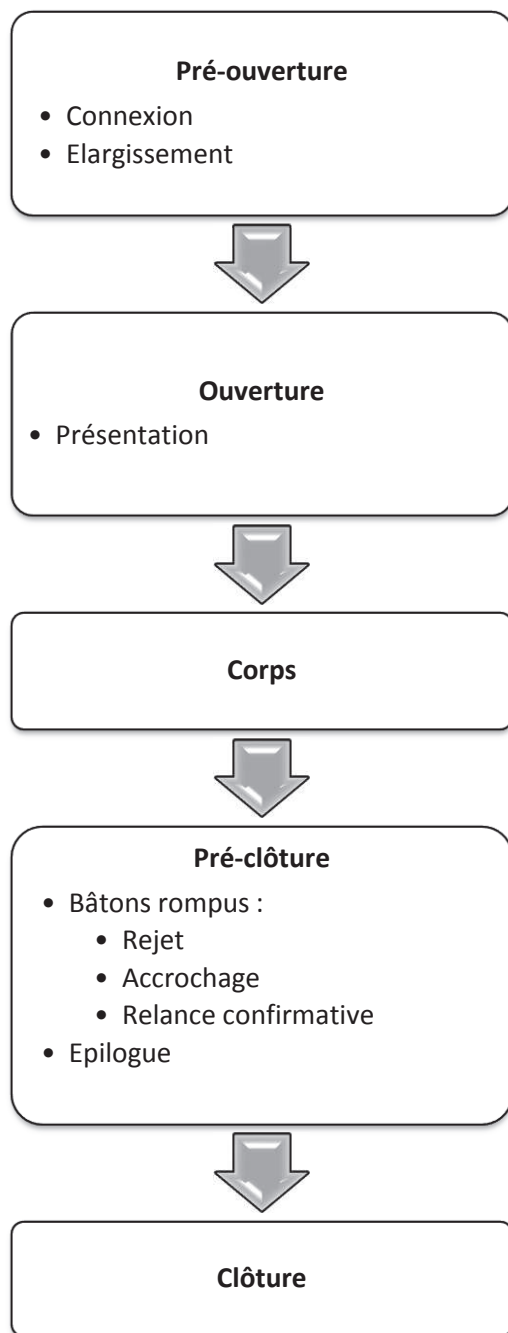 Pré-ouverture
• Connexion
• Elargissement
Ouverture
• Présentation
Corps
Pré-clôture
• Bâtons rompus :
• Rejet
• Accrochage
• Relance confirmative
• Epilogue
Clôture